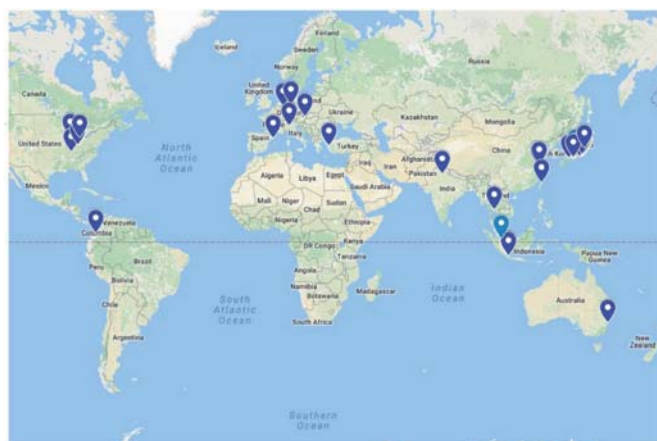 Iceland
Finland
Sweden
Norway
Russia
Canada
United Kingdom
Ukraine
Kazakhstan
Mongolia
United States
Spain
Italy
Turkey
China
North Atlantic Ocean
Afghanistan
Iraq
Iran
Pakistan
Mexico
Algeria
Libya
Egypt
Saudi Arabia
India
Mali
Niger
Sudan
Chad
Nigeria
Ethiopia
Venezuela
Colombia
DR Congo
Kenya
Indonesia
Tanzania
Papua New Guinea
Peru
Brazil
Angola
Bolivia
Namibia
Madagascar
Botswana
Indian Ocean
Australia
Chile
South Atlantic Ocean
South Africa
Argentina
New Zealand
Southern Ocean